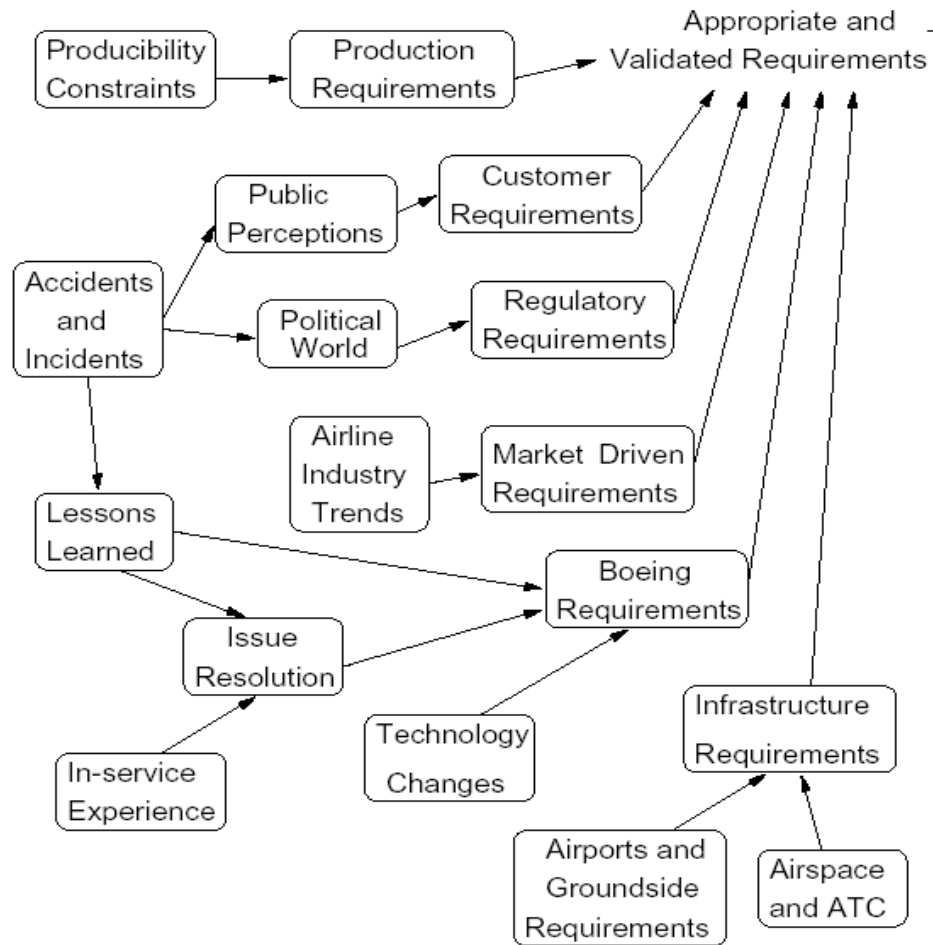 Appropriate and
Validated Requirements
Producibility
Constraints
Production
Requirements
Public
Perceptions
Customer
Requirements
Accidents
and
Incidents
Political
World
Regulatory
Requirements
Airline
Industry
Trends
Market Driven
Requirements
Lessons
Learned
Boeing
Requirements
Issue
Resolution
In-service
Experience
Technology
Changes
Infrastructure
Requirements
Airports and
Groundside
Requirements
Airspace
and ATC